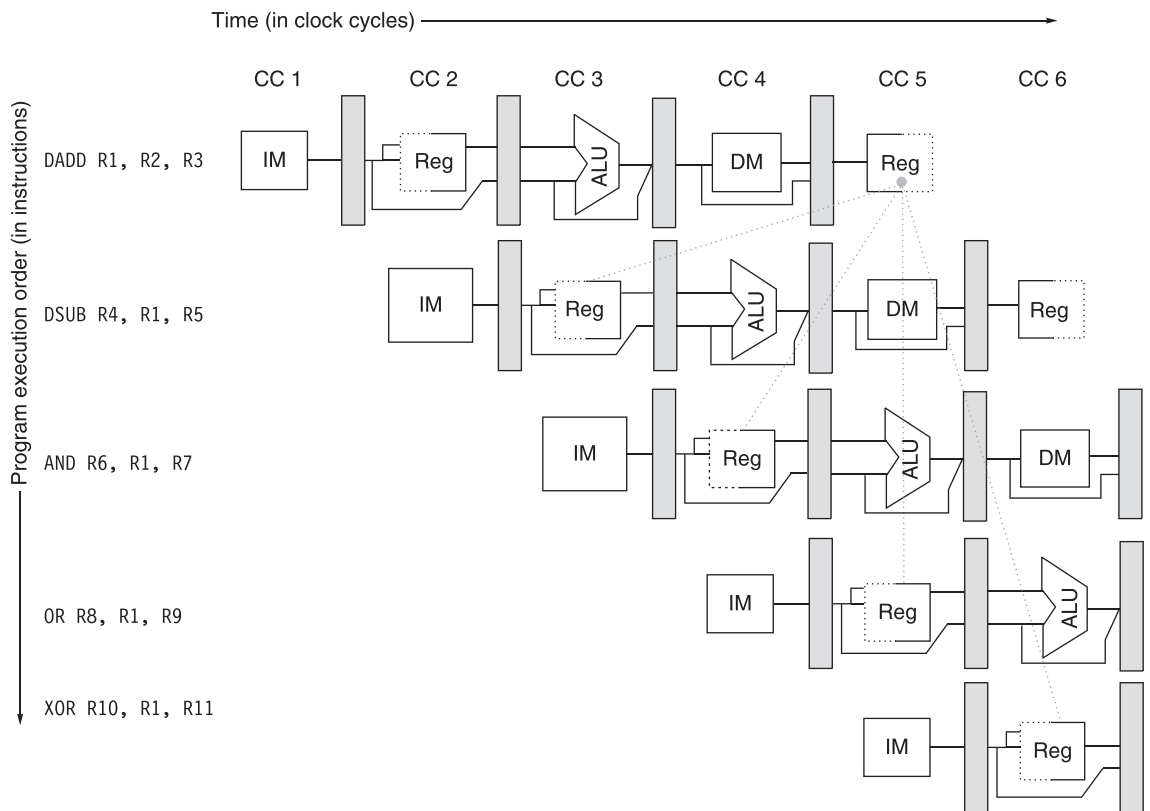 Time (in clock cycles)
CC 1 CC 2 CC 3 CC 4 CC 5 CC 6
Program execution order (in instructions)
DADD R1, R2, R3 IM Reg ALU DM Reg
DSUB R4, R1, R5 IM Reg ALU DM Reg
AND R6, R1, R7 IM Reg ALU DM
OR R8, R1, R9 IM Reg ALU
XOR R10, R1, R11 IM Reg